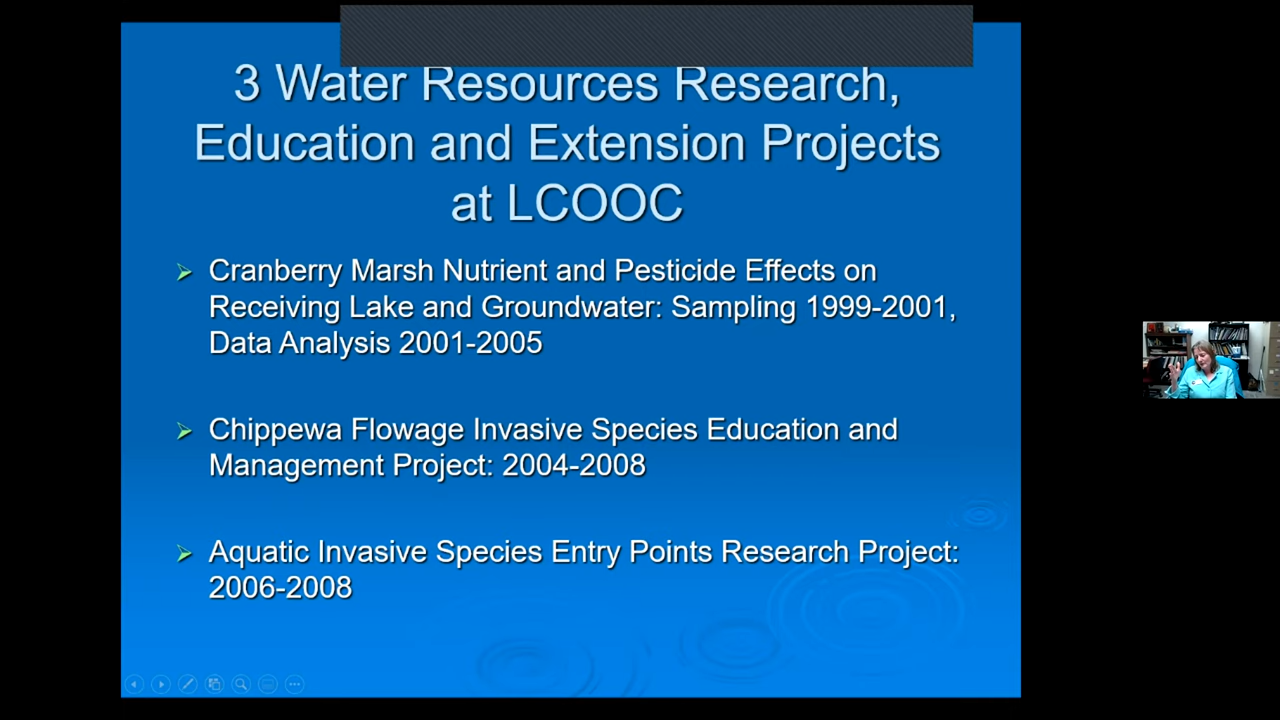 3 Water Resources Research,
Education and Extension Projects
at LCOOC
Cranberry Marsh Nutrient and Pesticide Effects on
Receiving Lake and Groundwater: Sampling 1999-2001,
Data Analysis 2001-2005
Chippewa Flowage Invasive Species Education and
Management Project: 2004-2008
Aquatic Invasive Species Entry Points Research Project:
2006-2008